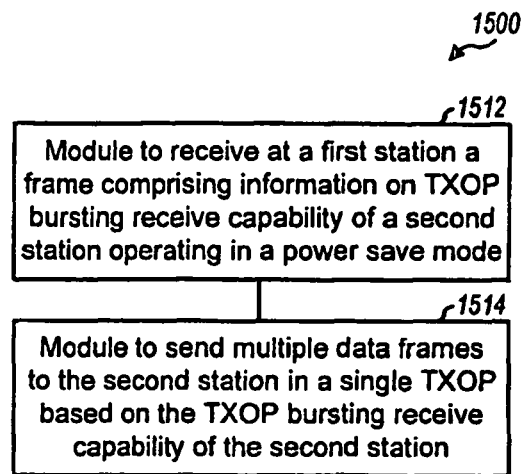 1500
1512
Module to receive at a first station a
frame comprising information on TXOP
bursting receive capability of a second
station operating in a power save mode
1514
Module to send multiple data frames
to the second station in a single TXOP
based on the TXOP bursting receive
capability of the second station